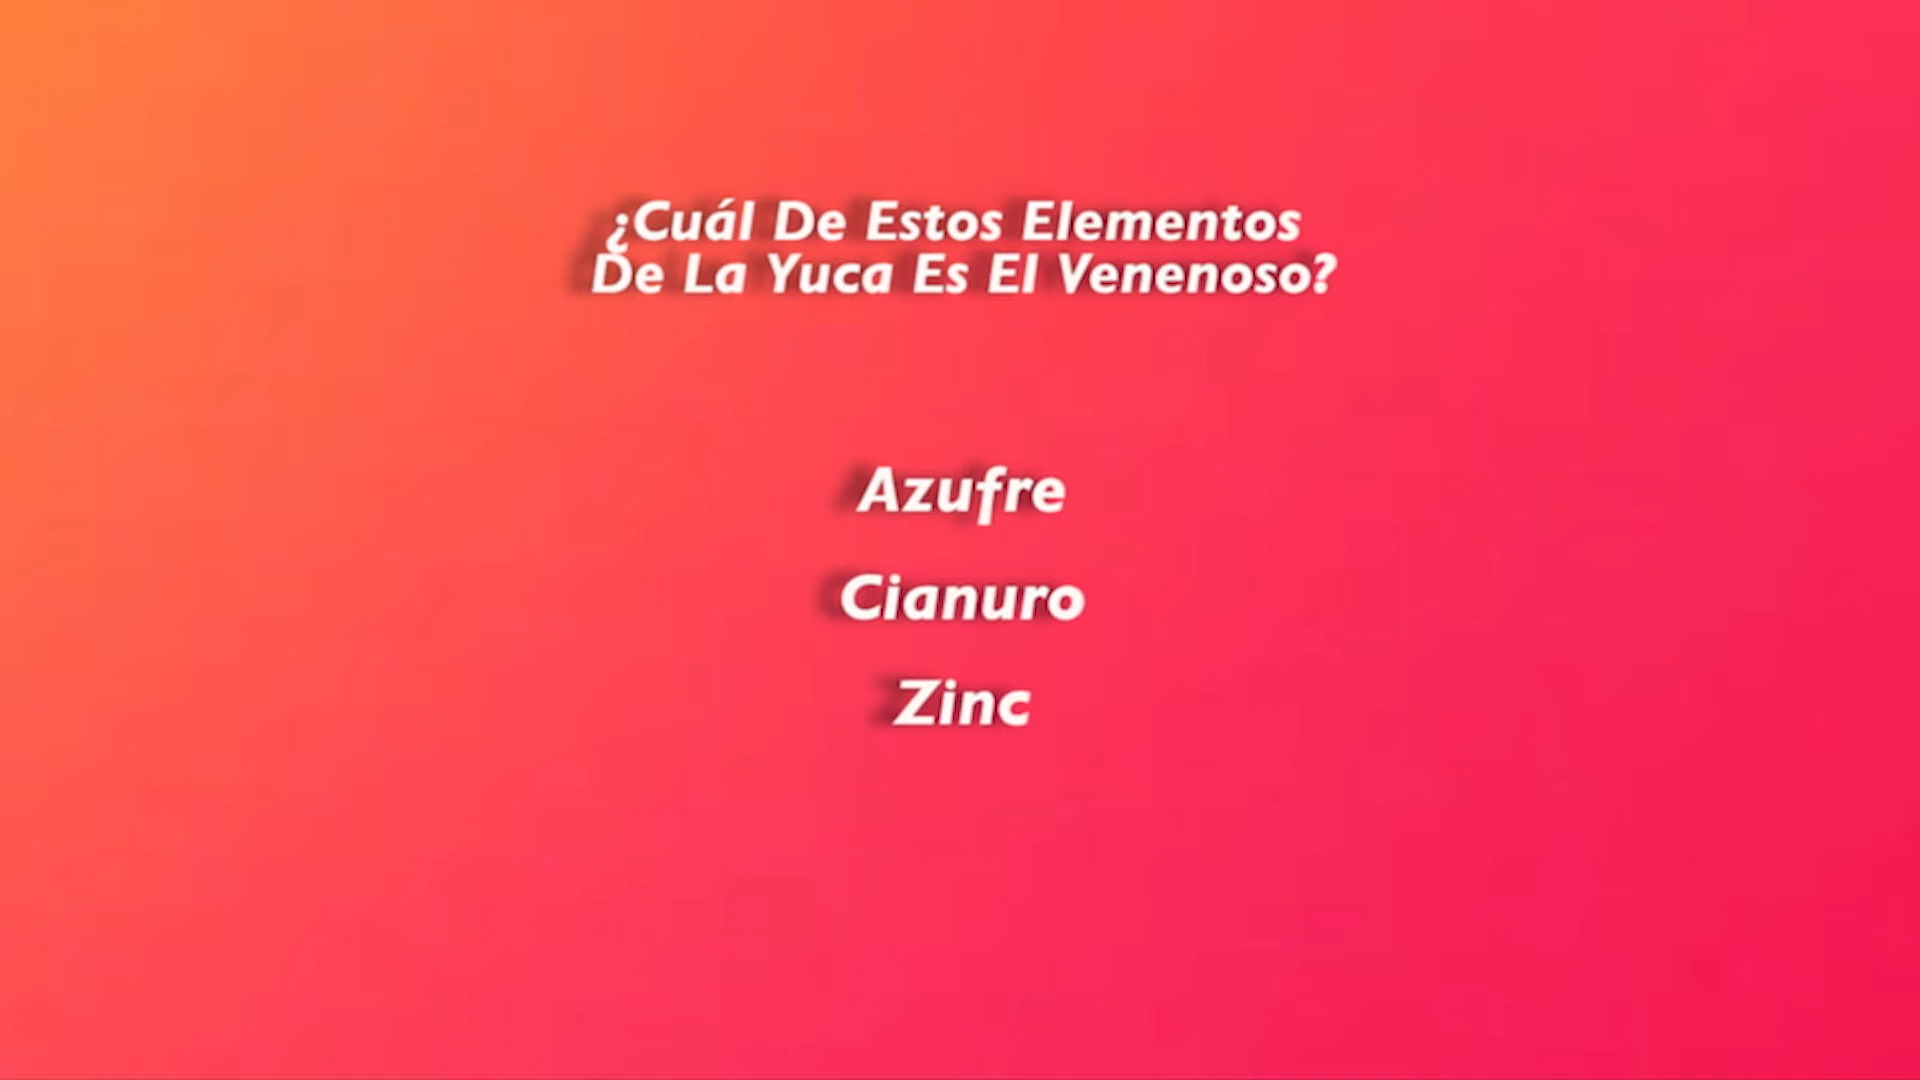 ¿Cuál De Estos Elementos
De La Yuca Es El Venenoso?
Azufre
Cianuro
Zinc